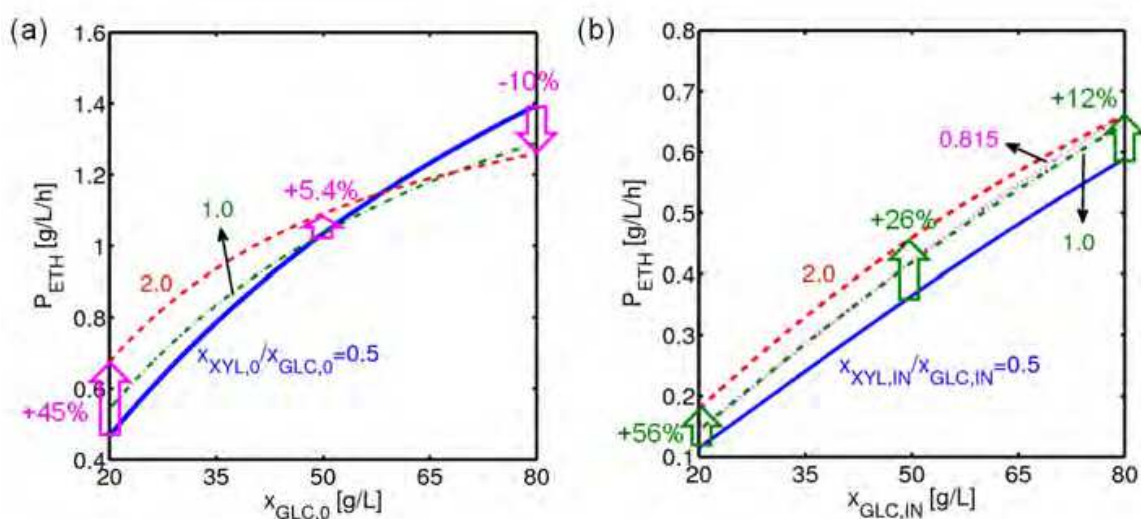 (a)
1.6
1.4
1.2
1
0.8
0.6
0.4
P_ETH [g/L/h]
20 35 50 65 80
x_GLC,0 [g/L]
-10%
+5.4%
1.0
2.0
x_XYL,0/x_GLC,0=0.5
+45%
(b)
0.8
0.7
0.6
0.5
0.4
0.3
0.2
0.1
P_ETH [g/L/h]
20 35 50 65 80
x_GLC,IN [g/L]
+12%
0.815
+26%
1.0
2.0
x_XYL,IN/x_GLC,IN=0.5
+56%